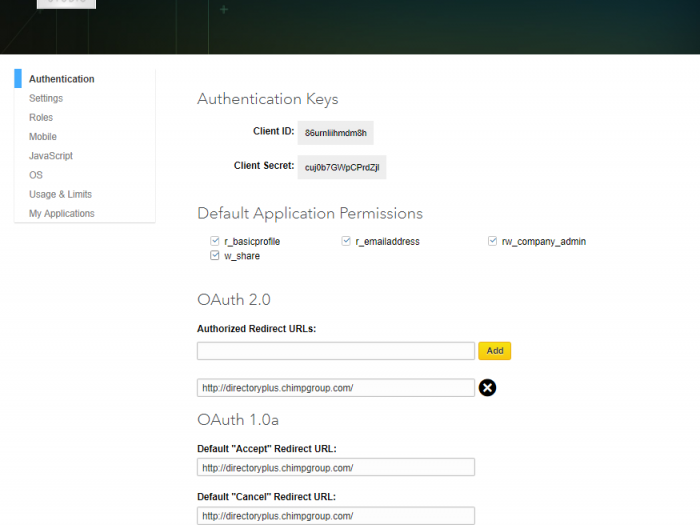 STUDIO
Authentication
Settings
Roles
Mobile
JavaScript
OS
Usage & Limits
My Applications
Authentication Keys
Client ID: 86urnliihmdm8h
Client Secret: cuj0b7GWpCPrdZjl
Default Application Permissions
r_basicprofile r_emailaddress rw_company_admin
w_share
OAuth 2.0
Authorized Redirect URLs:
Add
http://directoryplus.chimpgroup.com/
OAuth 1.0a
Default "Accept" Redirect URL:
http://directoryplus.chimpgroup.com/
Default "Cancel" Redirect URL:
http://directoryplus.chimpgroup.com/